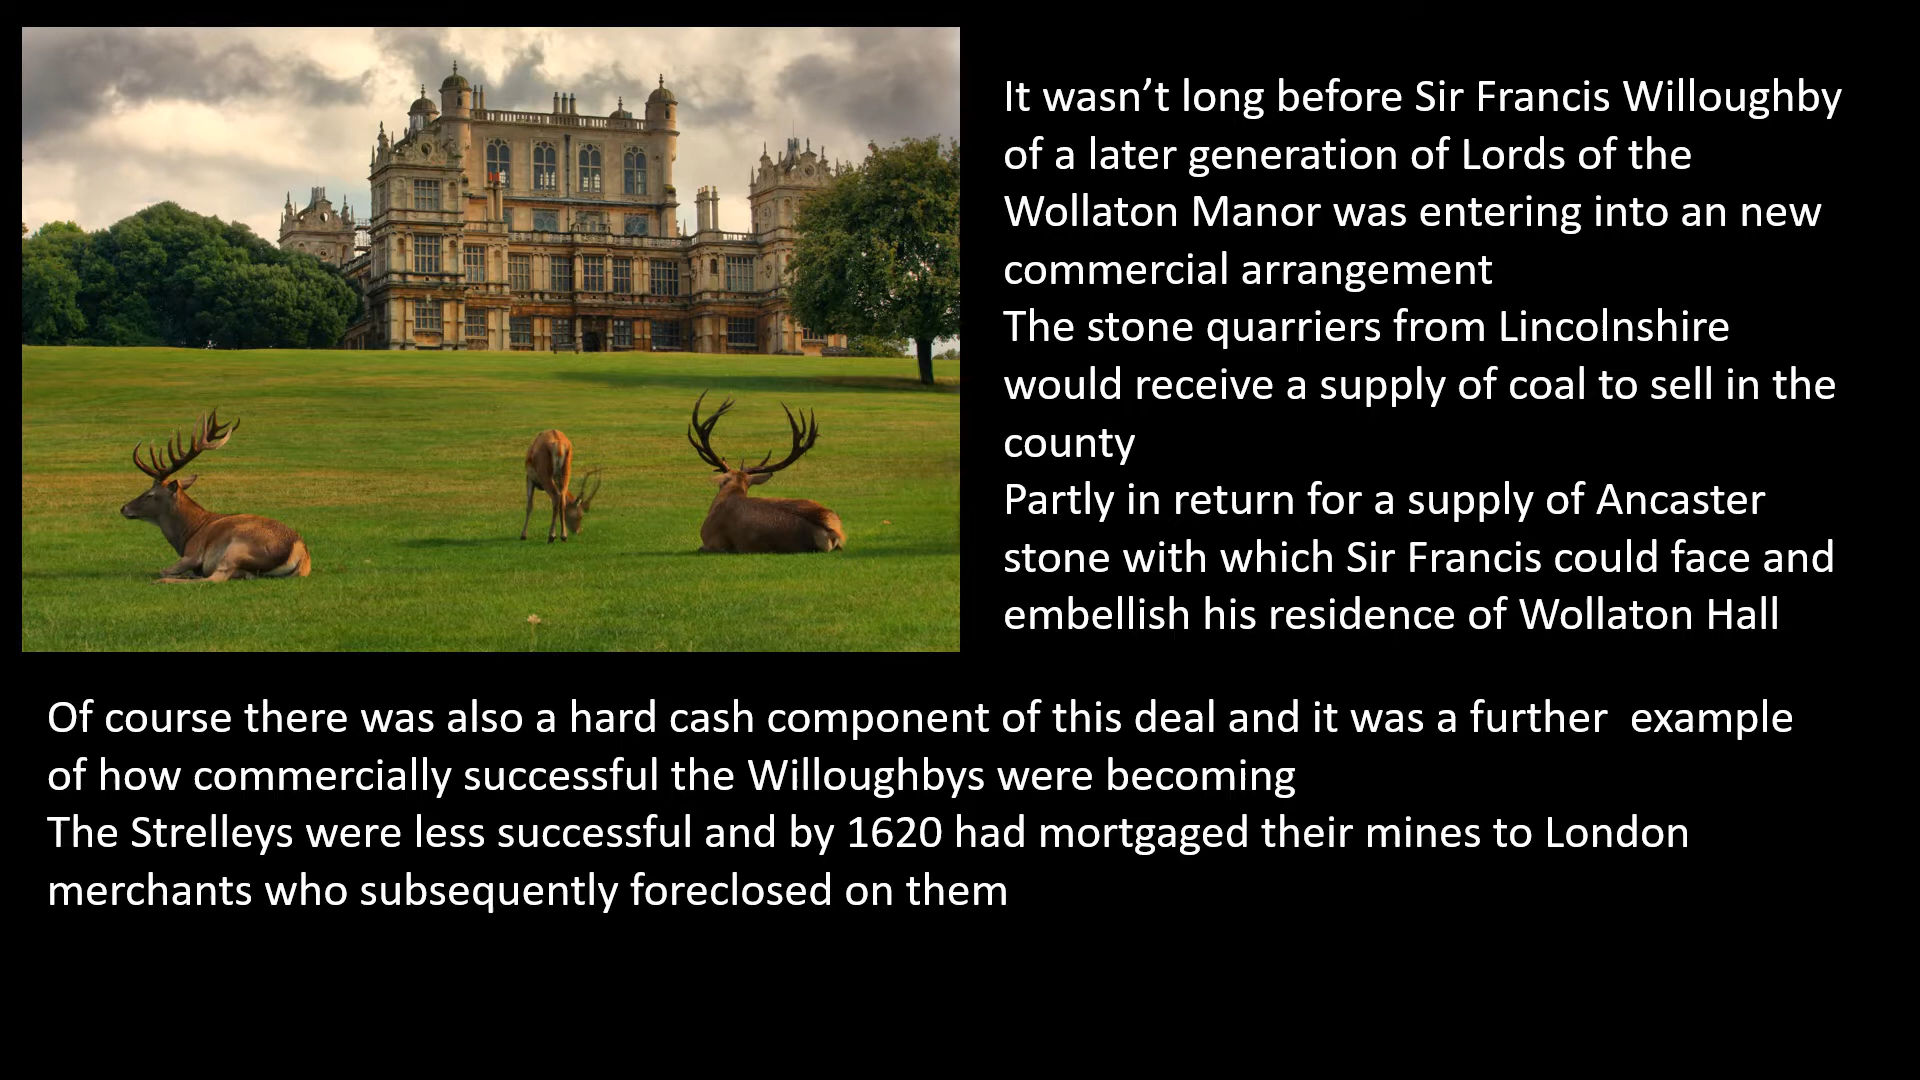 It wasn’t long before Sir Francis Willoughby
of a later generation of Lords of the
Wollaton Manor was entering into an new
commercial arrangement
The stone quarriers from Lincolnshire
would receive a supply of coal to sell in the
county
Partly in return for a supply of Ancaster
stone with which Sir Francis could face and
embellish his residence of Wollaton Hall
Of course there was also a hard cash component of this deal and it was a further  example
of how commercially successful the Willoughbys were becoming
The Strelleys were less successful and by 1620 had mortgaged their mines to London
merchants who subsequently foreclosed on them